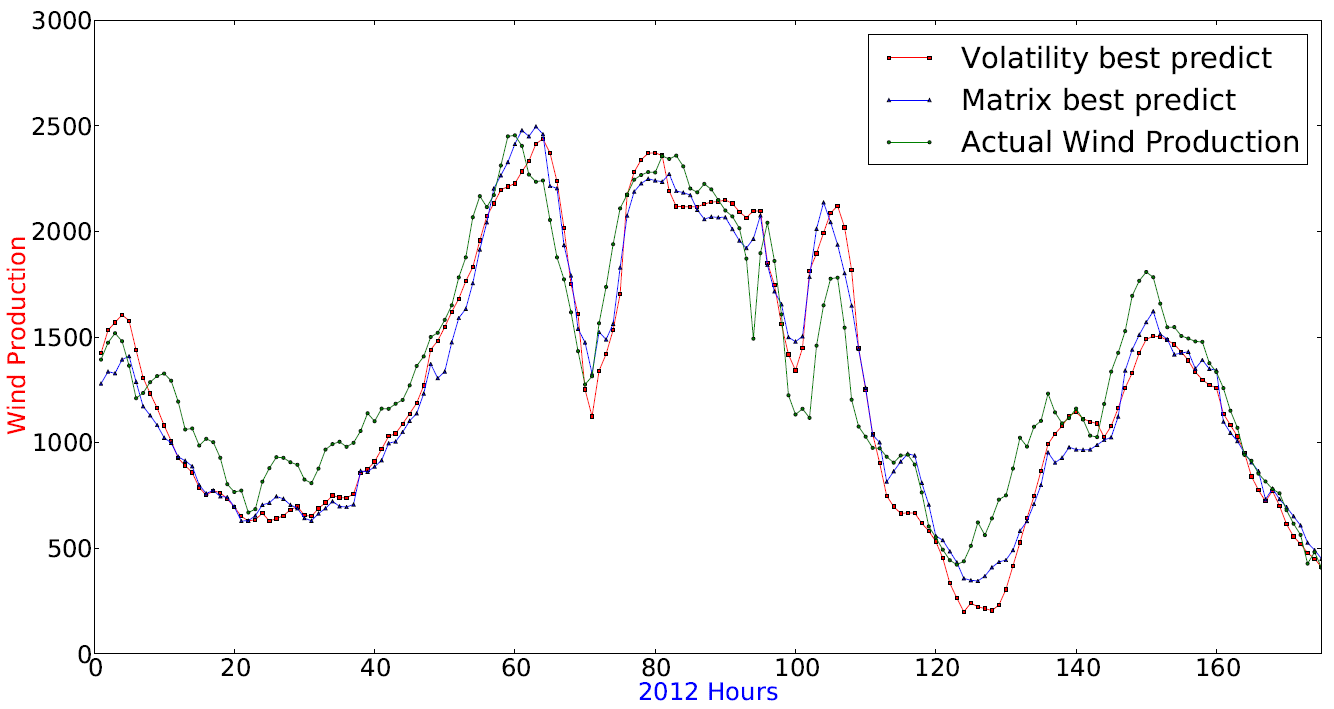 3000
2500
2000
1500
1000
500
0
Wind Production
Volatility best predict
Matrix best predict
Actual Wind Production
0 20 40 60 80 100 120 140 160
2012 Hours